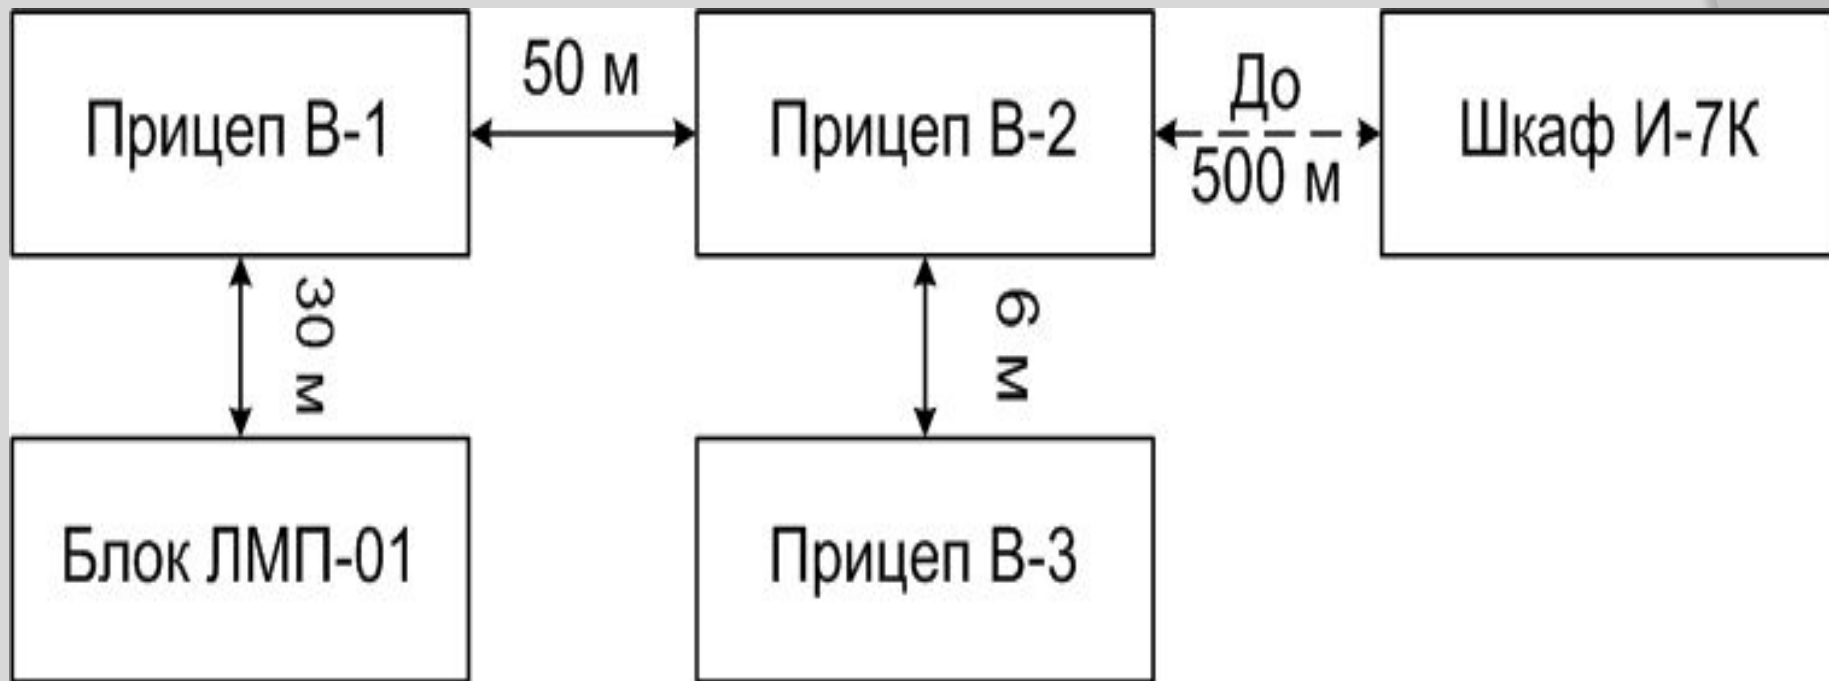 Прицеп В-1
50 м
Прицеп В-2
До
500 м
Шкаф И-7К
30 м
6 м
Блок ЛМП-01
Прицеп В-3